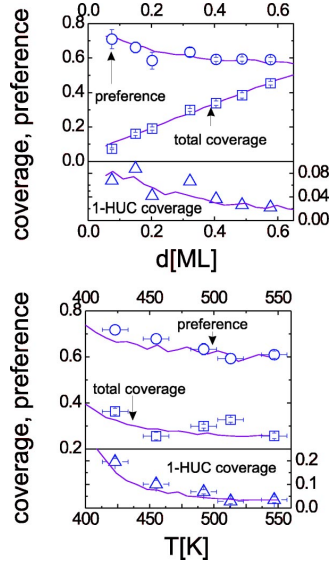 0.0 0.2 0.4 0.6
0.8
0.6
0.4
0.2
0.0
preference
total coverage
1-HUC coverage
0.08
0.04
0.00
0.0 0.2 0.4 0.6
d[ML]
coverage, preference
400 450 500 550
0.8
0.6
0.4
0.2
preference
total coverage
1-HUC coverage
0.2
0.1
0.0
400 450 500 550
T[K]
coverage, preference